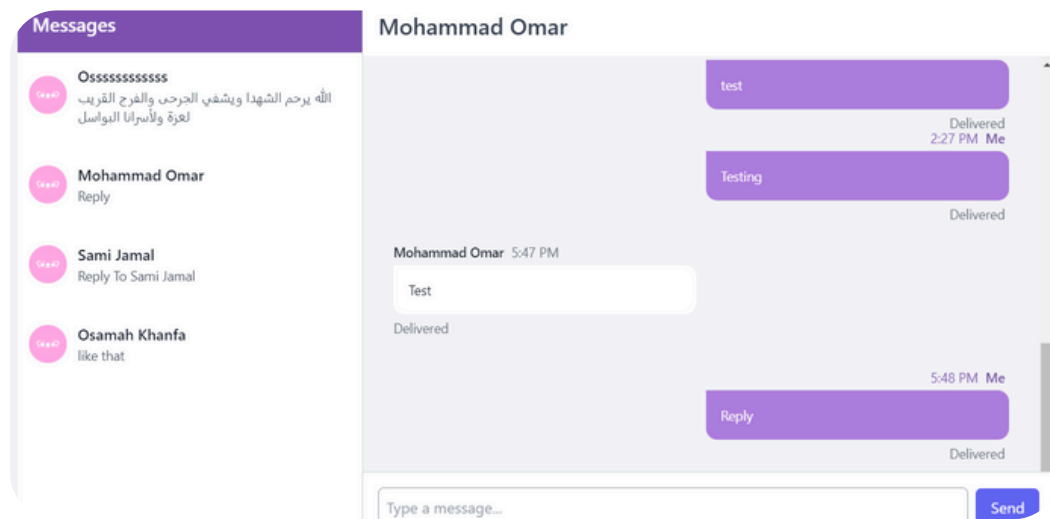 Messages
Ossssssssssss
الله يرحم الشهدا ويشفي الجرحى والفرج القريب
لغزة ولأسرانا البواسل
Mohammad Omar
Reply
Sami Jamal
Reply To Sami Jamal
Osamah Khanfa
like that
Mohammad Omar
test
Delivered
2:27 PM Me
Testing
Delivered
Mohammad Omar 5:47 PM
Test
Delivered
5:48 PM Me
Reply
Delivered
Type a message...
Send